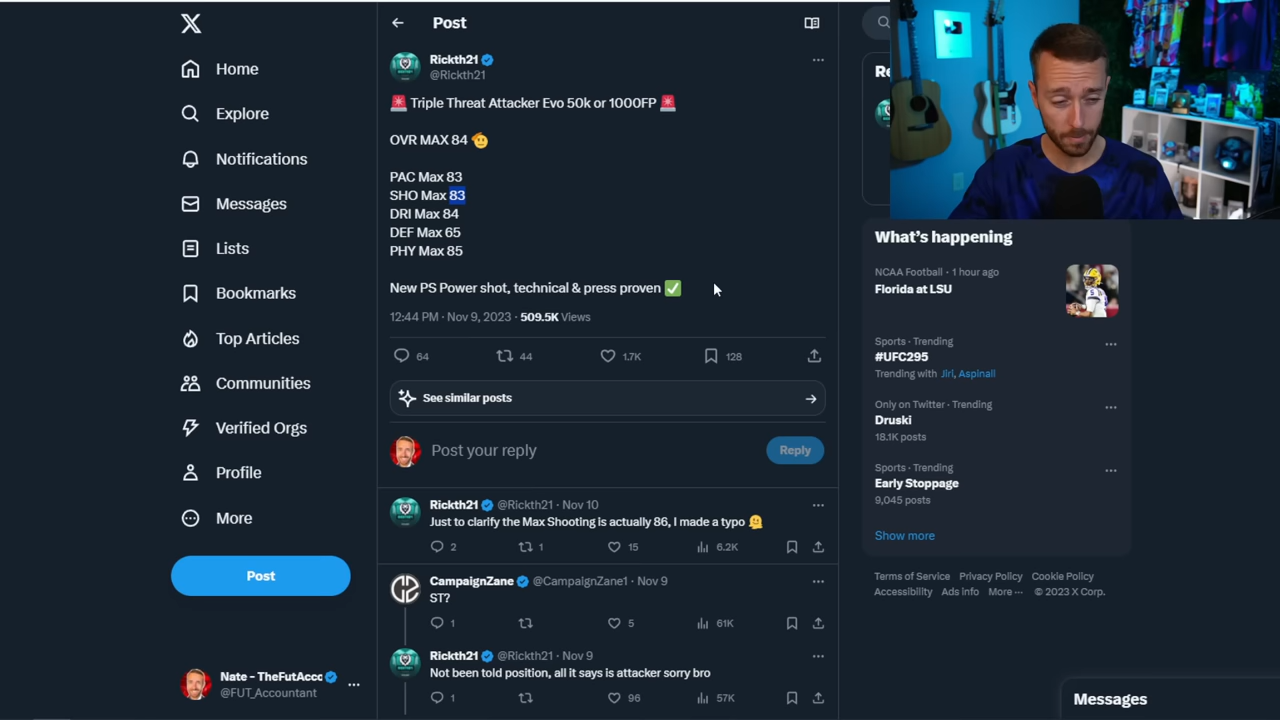 Post
Home
Explore
Notifications
Messages
Lists
Bookmarks
Top Articles
Communities
Verified Orgs
Profile
More
Post
Nate - TheFutAccc
@FUT_Accountant
Rickth21
@Rickth21
🚨 Triple Threat Attacker Evo 50k or 1000FP 🚨
OVR MAX 84 🫡
PAC Max 83
SHO Max 83
DRI Max 84
DEF Max 65
PHY Max 85
New PS Power shot, technical & press proven ✅
12:44 PM · Nov 9, 2023 · 509.5K Views
64 44 1.7K 128
See similar posts
Post your reply
Reply
Rickth21 @Rickth21 · Nov 10
Just to clarify the Max Shooting is actually 86, I made a typo 🫠
2 1 15 6.2K
CampaignZane @CampaignZane1 · Nov 9
ST?
1 5 61K
Rickth21 @Rickth21 · Nov 9
Not been told position, all it says is attacker sorry bro
1 96 57K
Re
What's happening
NCAA Football · 1 hour ago
Florida at LSU
Sports · Trending
#UFC295
Trending with Jiri, Aspinall
Only on Twitter · Trending
Druski
18.1K posts
Sports · Trending
Early Stoppage
9,045 posts
Show more
Terms of Service Privacy Policy Cookie Policy
Accessibility Ads info More ··· © 2023 X Corp.
Messages